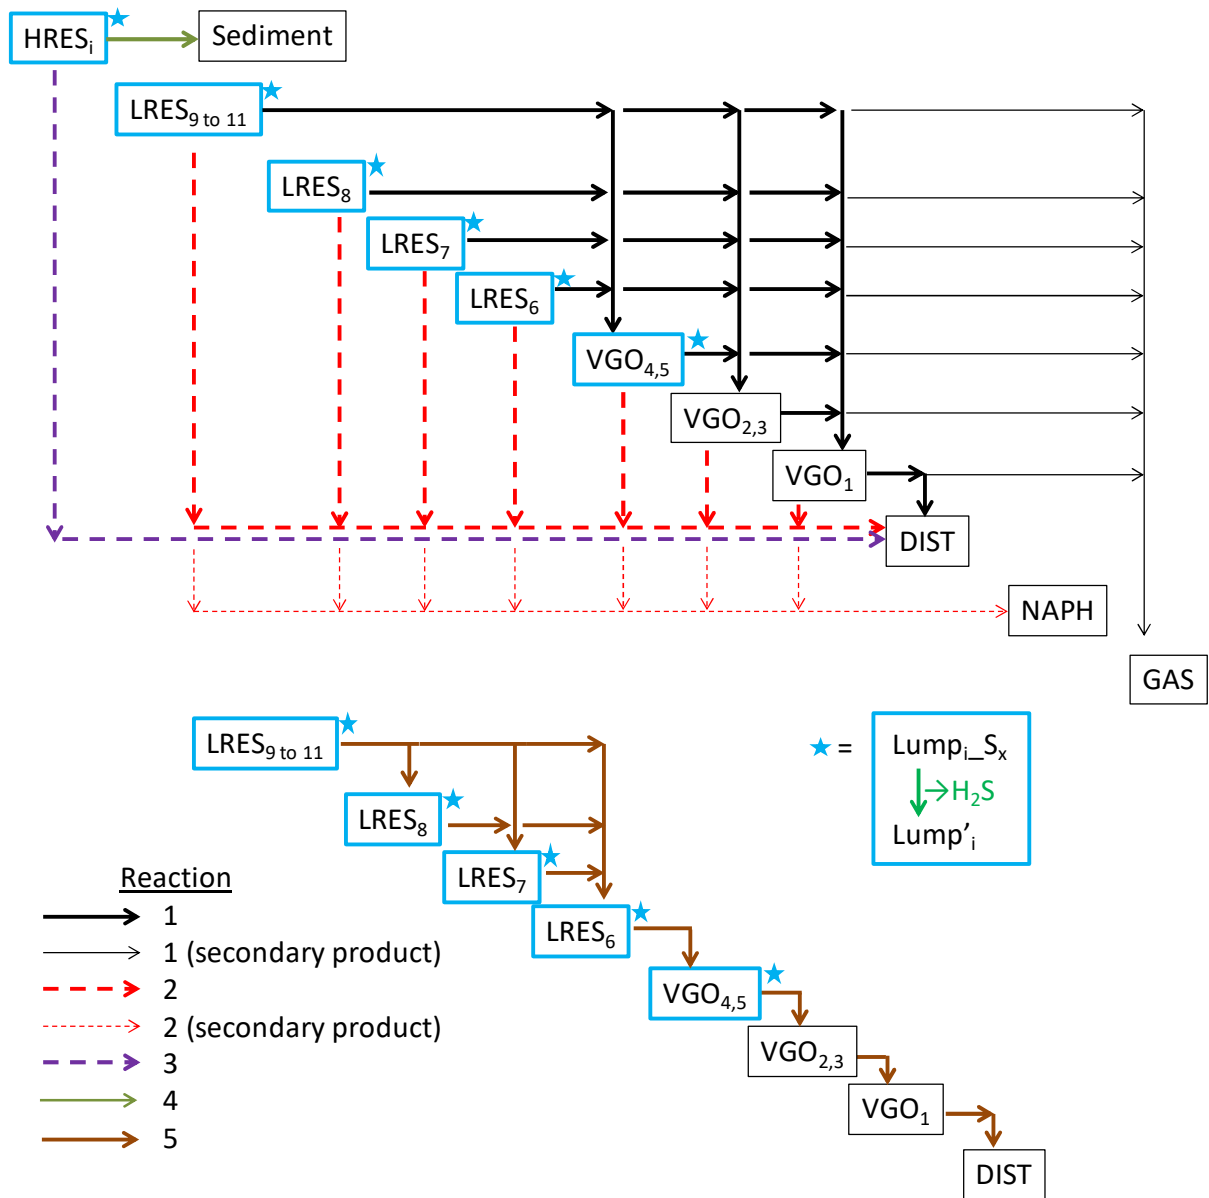 HRESi
Sediment
LRES9 to 11
LRES8
LRES7
LRES6
VGO4,5
VGO2,3
VGO1
DIST
NAPH
GAS
LRES9 to 11
LRES8
LRES7
LRES6
VGO4,5
VGO2,3
VGO1
DIST
=
Lumpi_Sx
→H2S
Lump’i
Reaction
1
1 (secondary product)
2
2 (secondary product)
3
4
5